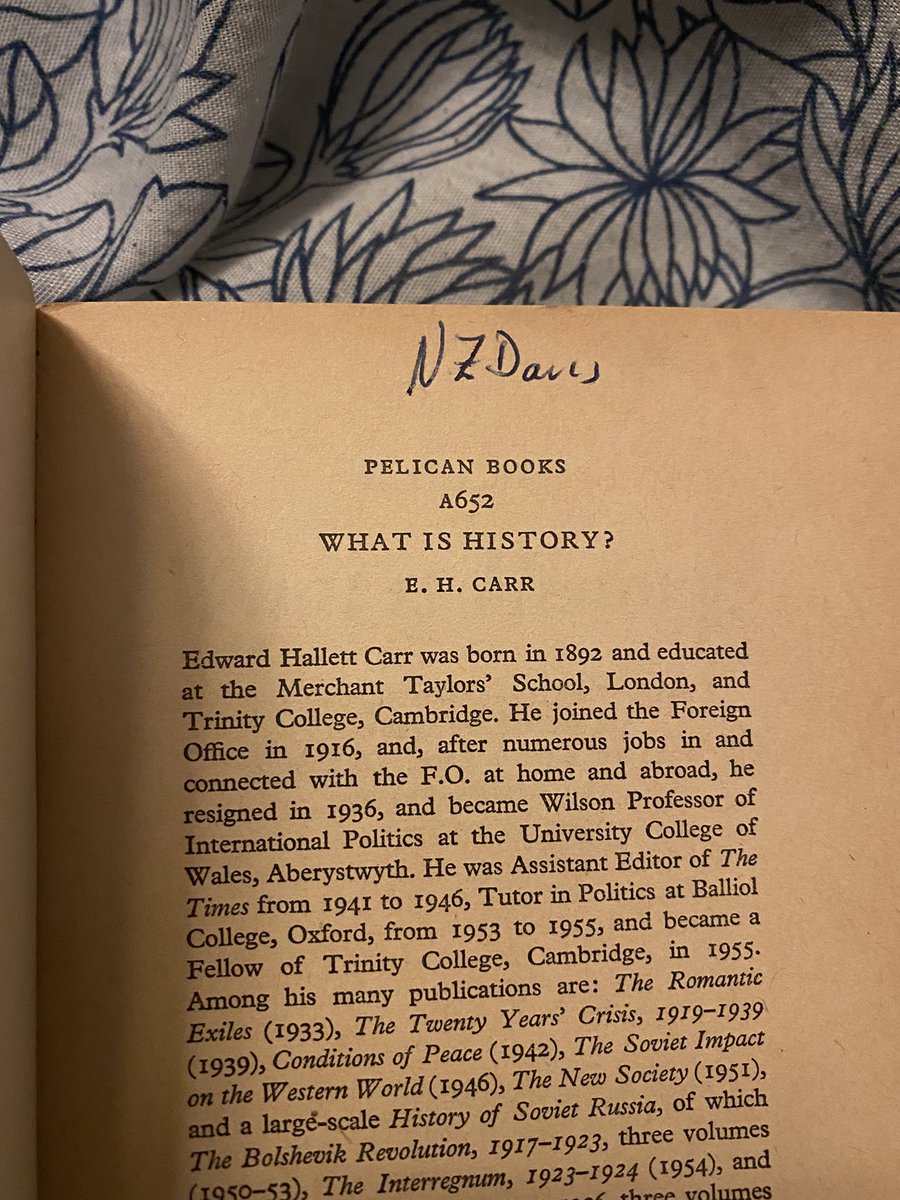 NZDavis
PELICAN BOOKS
A652
WHAT IS HISTORY?
E. H. CARR
Edward Hallett Carr was born in 1892 and educated
at the Merchant Taylors' School, London, and
Trinity College, Cambridge. He joined the Foreign
Office in 1916, and, after numerous jobs in and
connected with the F.O. at home and abroad, he
resigned in 1936, and became Wilson Professor of
International Politics at the University College of
Wales, Aberystwyth. He was Assistant Editor of The
Times from 1941 to 1946, Tutor in Politics at Balliol
College, Oxford, from 1953 to 1955, and became a
Fellow of Trinity College, Cambridge, in 1955.
Among his many publications are: The Romantic
Exiles (1933), The Twenty Years' Crisis, 1919–1939
(1939), Conditions of Peace (1942), The Soviet Impact
on the Western World (1946), The New Society (1951),
and a large-scale History of Soviet Russia, of which
The Bolshevik Revolution, 1917–1923, three volumes
(1950–53), The Interregnum, 1923–1924 (1954), and
three volumes